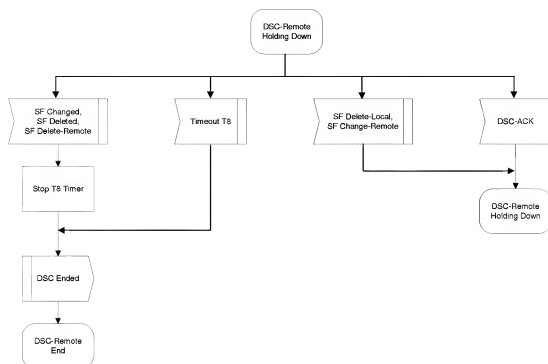 DSC-Remote
Holding Down
SF Changed,
SF Deleted,
SF Delete-Remote
Timeout T8
SF Delete-Local,
SF Change-Remote
DSC-ACK
Stop T8 Timer
DSC-Remote
Holding Down
DSC Ended
DSC-Remote
End